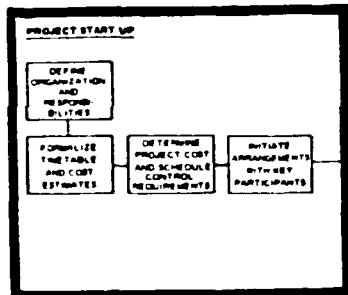 PROJECT START UP
DEFINE
ORGANIZATION
AND
RESPONSI-
BILITIES
FORMALIZE
TIMETABLE
AND COST
ESTIMATES
DETERMINE
PROJECT COST
AND SCHEDULE
CONTROL
REQUIREMENTS
INITIATE
ARRANGEMENTS
WITH KEY
PARTICIPANTS